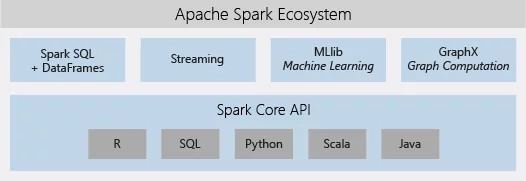 Apache Spark Ecosystem
Spark SQL
+ DataFrames
Streaming
MLlib
Machine Learning
GraphX
Graph Computation
Spark Core API
R
SQL
Python
Scala
Java